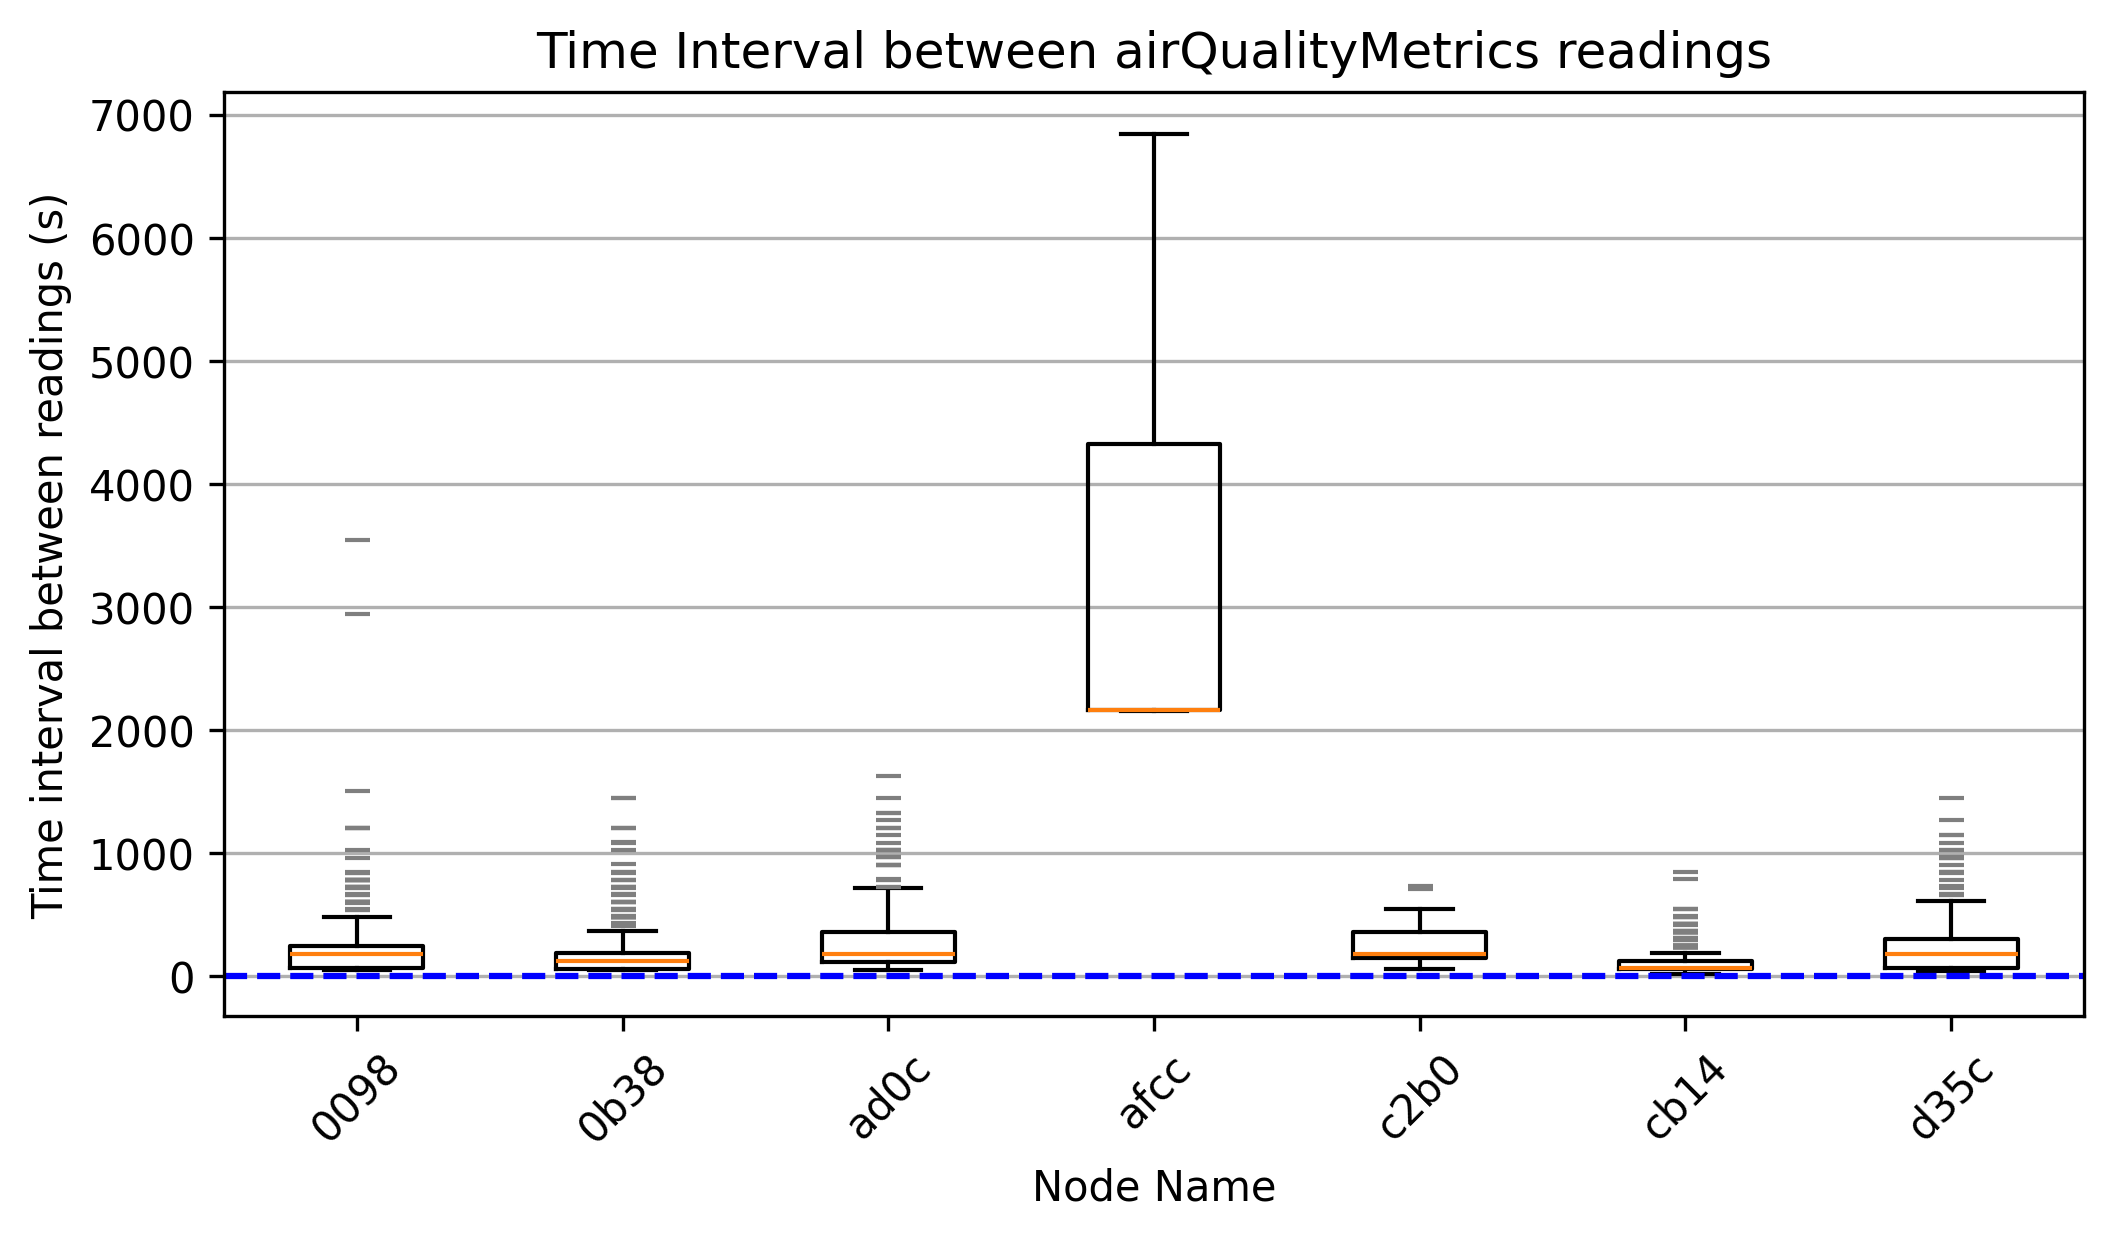 Time Interval between airQualityMetrics readings
Time interval between readings (s)
7000
6000
5000
4000
3000
2000
1000
0
0098
0b38
ad0c
afcc
c2b0
cb14
d35c
Node Name